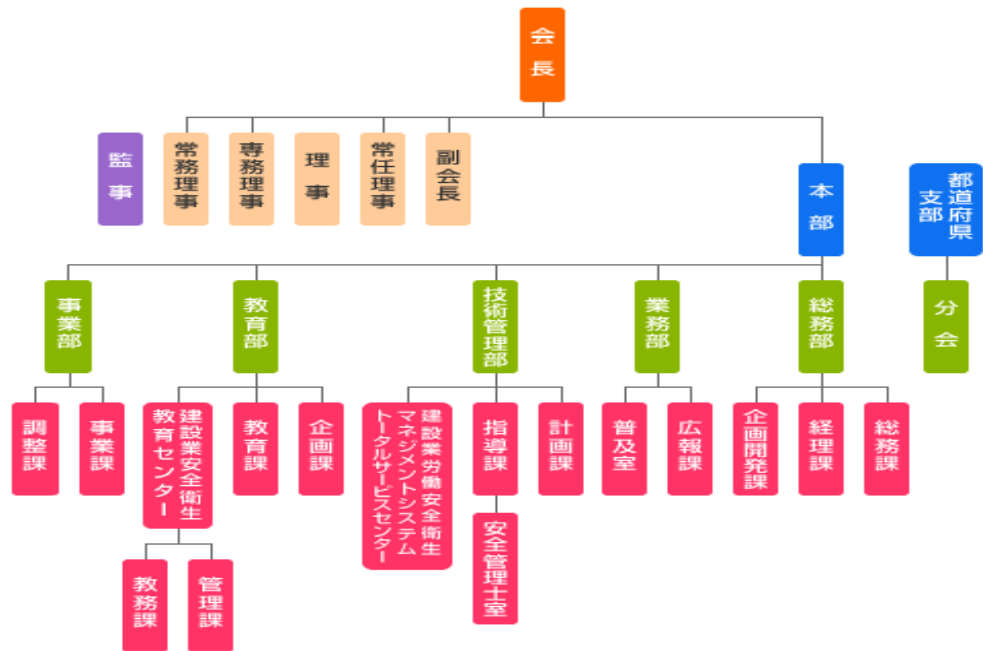 会長
監事
常務理事
専務理事
理事
常任理事
副会長
本部
都道府県
支部
事業部
教育部
技術管理部
業務部
総務部
分会
調整課
事業課
建設業安全衛生
教育センター
教育課
企画課
建設業労働安全衛生
マネジメントシステム
トータルサービスセンター
指導課
計画課
普及室
広報課
企画開発課
経理課
総務課
安全管理士室
教務課
管理課